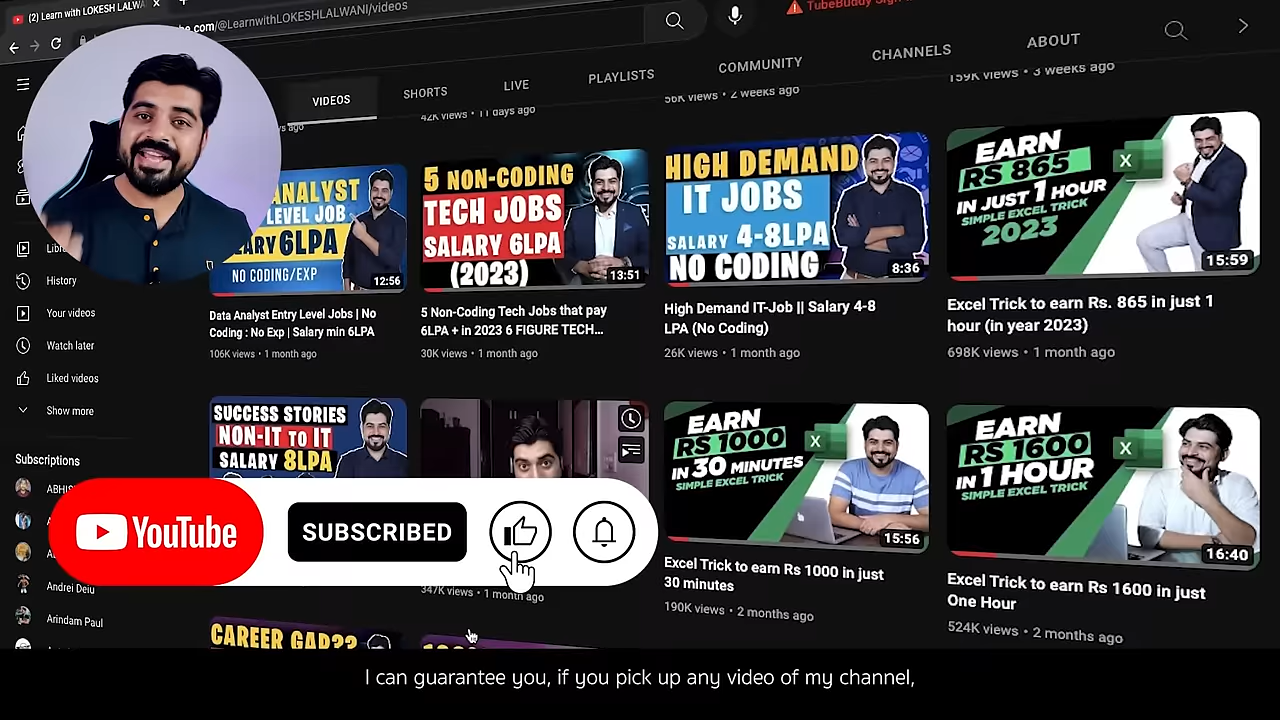 (2) Learn with LOKESH LALWA
be.com/@LearnwithLOKESHLALWANI/videos
TubeBuddy Sign
VIDEOS
SHORTS
LIVE
PLAYLISTS
COMMUNITY
CHANNELS
ABOUT
ays ago
42K views • 11 days ago
56K views • 2 weeks ago
159K views • 3 weeks ago
ANALYST
LEVEL JOB
ARY 6LPA
NO CODING/EXP
12:56
5 NON-CODING
TECH JOBS
SALARY 6LPA
(2023)
13:51
HIGH DEMAND
IT JOBS
SALARY 4-8LPA
NO CODING
8:36
EARN
RS 865
IN JUST 1 HOUR
SIMPLE EXCEL TRICK
2023
X
15:59
Libr
History
Your videos
Watch later
Liked videos
Show more
Subscriptions
ABHIS
A
Andrei Deiu
Arindam Paul
Data Analyst Entry Level Jobs | No
Coding : No Exp | Salary min 6LPA
106K views • 1 month ago
5 Non-Coding Tech Jobs that pay
6LPA + in 2023 6 FIGURE TECH...
30K views • 1 month ago
High Demand IT-Job || Salary 4-8
LPA (No Coding)
26K views • 1 month ago
Excel Trick to earn Rs. 865 in just 1
hour (in year 2023)
698K views • 1 month ago
SUCCESS STORIES
NON-IT TO IT
SALARY 8LPA
EARN
RS 1000
IN 30 MINUTES
SIMPLE EXCEL TRICK
X
15:56
EARN
RS 1600
IN 1 HOUR
SIMPLE EXCEL TRICK
X
16:40
YouTube
SUBSCRIBED
347K views • 1 month ago
Excel Trick to earn Rs 1000 in just
30 minutes
190K views • 2 months ago
Excel Trick to earn Rs 1600 in just
One Hour
524K views • 2 months ago
CAREER GAP??
I can guarantee you, if you pick up any video of my channel,